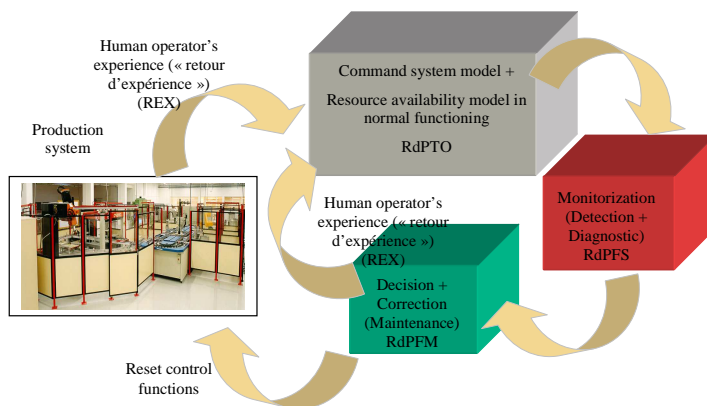 Human operator's
experience (« retour
d'expérience »)
(REX)
Production
system
Command system model +
Resource availability model in
normal functioning
RdPTO
Monitorization
(Detection +
Diagnostic)
RdPFS
Human operator's
experience (« retour
d'expérience »)
(REX)
Decision +
Correction
(Maintenance)
RdPFM
Reset control
functions